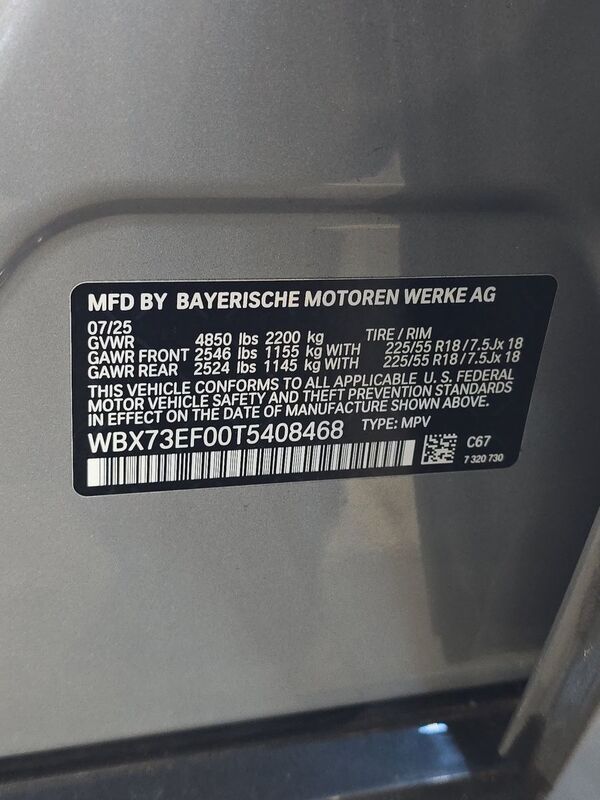 MFD BY BAYERISCHE MOTOREN WERKE AG
07/25
GVWR 4850 lbs 2200 kg TIRE / RIM
GAWR FRONT 2546 lbs 1155 kg WITH 225/55 R18/7.5Jx 18
GAWR REAR 2524 lbs 1145 kg WITH 225/55 R18/7.5Jx 18
THIS VEHICLE CONFORMS TO ALL APPLICABLE U.S. FEDERAL
MOTOR VEHICLE SAFETY AND THEFT PREVENTION STANDARDS
IN EFFECT ON THE DATE OF MANUFACTURE SHOWN ABOVE.
WBX73EF00T5408468 TYPE: MPV
C67
7 320 730